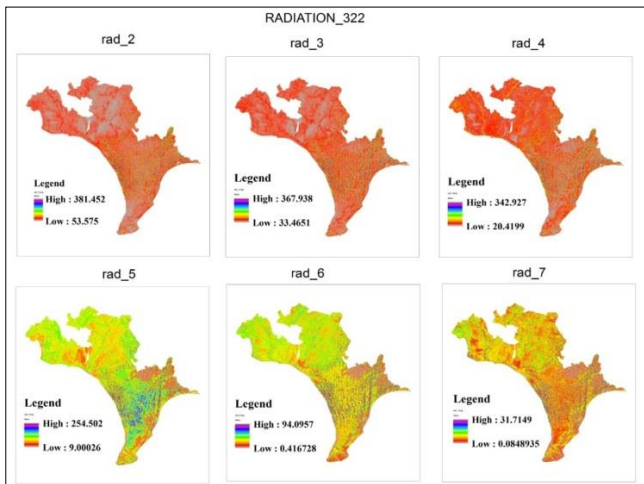 RADIATION_322
rad_2
rad_3
rad_4
Legend
High : 381.452
Low : 53.575
Legend
High : 367.938
Low : 33.4651
Legend
High : 342.927
Low : 20.4199
rad_5
rad_6
rad_7
Legend
High : 254.502
Low : 9.00026
Legend
High : 94.0957
Low : 0.416728
Legend
High : 31.7149
Low : 0.0848935